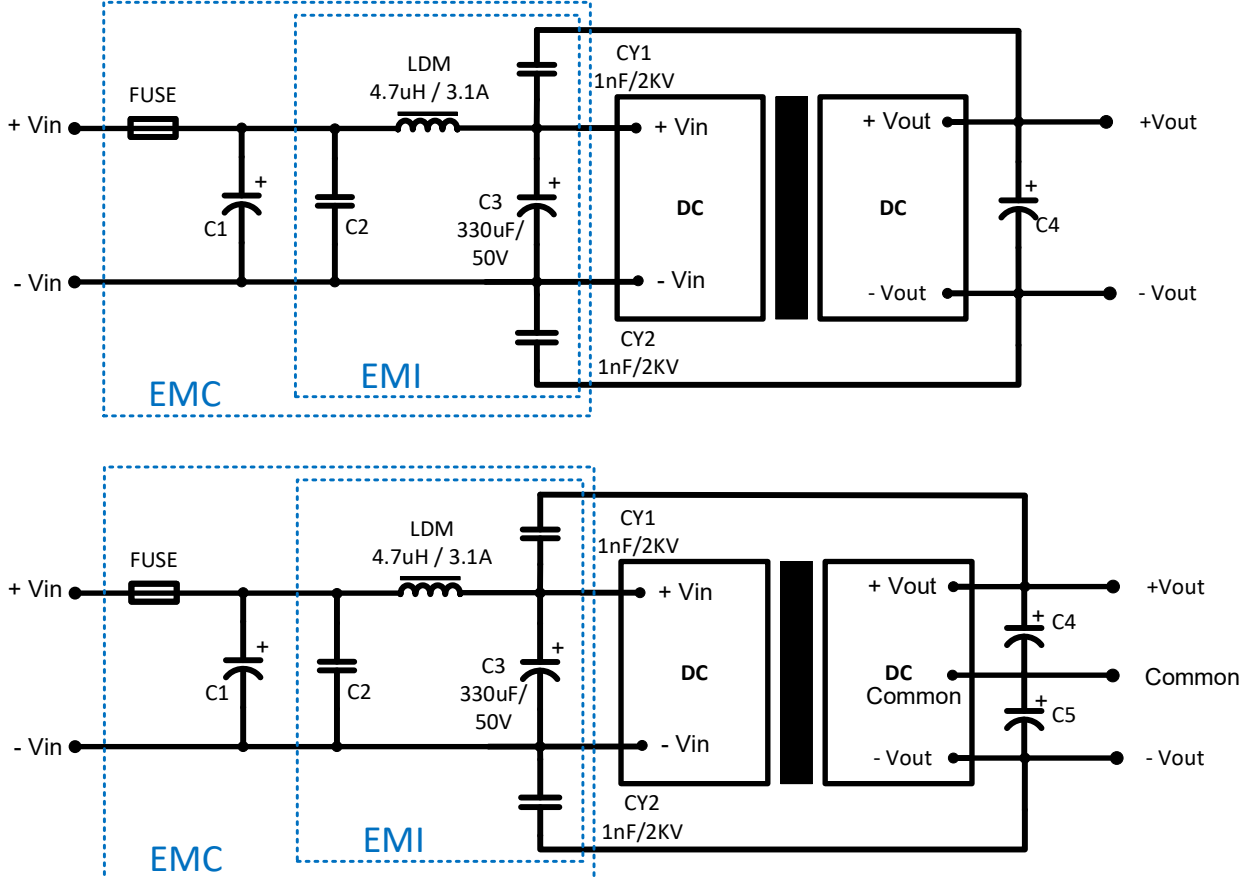 CY1
1nF/2KV
LDM
4.7uH / 3.1A
FUSE
+ Vin
+ Vin
+ Vout
+Vout
+
C1
C2
C3
330uF/
50V
+
DC
DC
+
C4
- Vin
- Vin
- Vout
- Vout
CY2
1nF/2KV
EMI
EMC
CY1
1nF/2KV
LDM
4.7uH / 3.1A
FUSE
+ Vin
+ Vin
+ Vout
+Vout
+
C1
C2
C3
330uF/
50V
+
DC
DC
Common
+
C4
Common
+
C5
- Vin
- Vin
- Vout
- Vout
CY2
1nF/2KV
EMI
EMC